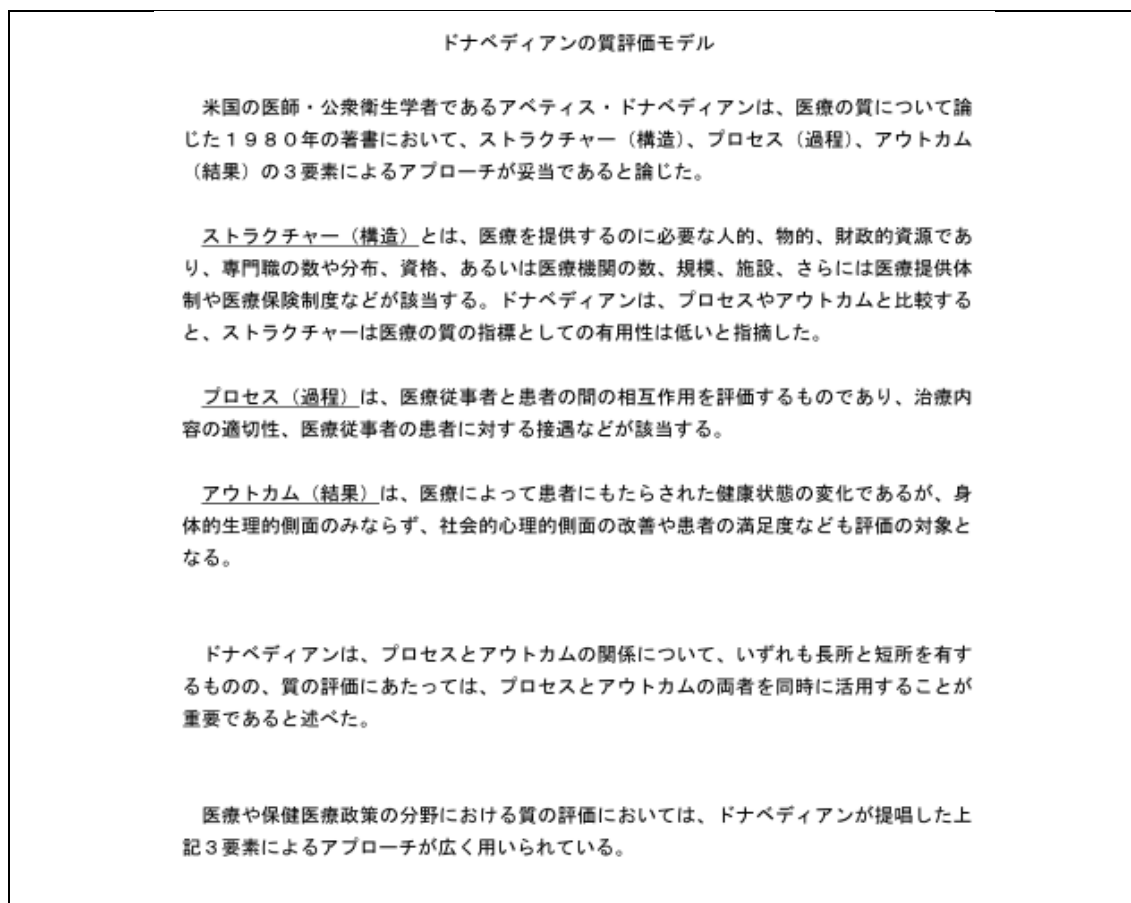 ドナベディアンの質評価モデル
米国の医師・公衆衛生学者であるアベティス・ドナベディアンは、医療の質について論
じた１９８０年の著書において、ストラクチャー（構造）、プロセス（過程）、アウトカム
（結果）の３要素によるアプローチが妥当であると論じた。
ストラクチャー（構造）とは、医療を提供するのに必要な人的、物的、財政的資源であ
り、専門職の数や分布、資格、あるいは医療機関の数、規模、施設、さらには医療提供体
制や医療保険制度などが該当する。ドナベディアンは、プロセスやアウトカムと比較する
と、ストラクチャーは医療の質の指標としての有用性は低いと指摘した。
プロセス（過程）は、医療従事者と患者の間の相互作用を評価するものであり、治療内
容の適切性、医療従事者の患者に対する接遇などが該当する。
アウトカム（結果）は、医療によって患者にもたらされた健康状態の変化であるが、身
体的生理的側面のみならず、社会的心理的側面の改善や患者の満足度なども評価の対象と
なる。
ドナベディアンは、プロセスとアウトカムの関係について、いずれも長所と短所を有す
るものの、質の評価にあたっては、プロセスとアウトカムの両者を同時に活用することが
重要であると述べた。
医療や保健医療政策の分野における質の評価においては、ドナベディアンが提唱した上
記３要素によるアプローチが広く用いられている。